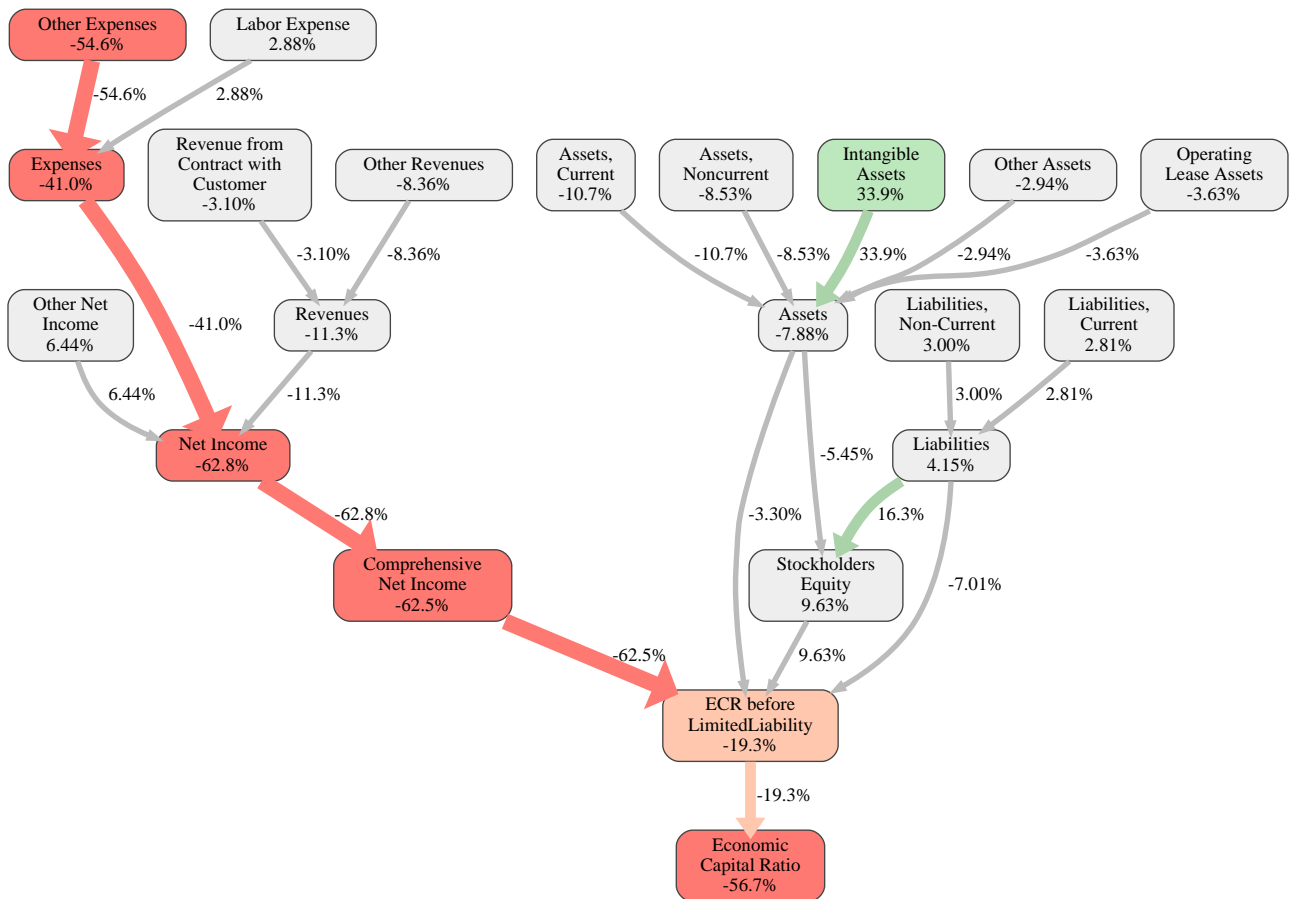 Other Expenses
-54.6%
Labor Expense
2.88%
-54.6%
2.88%
Expenses
-41.0%
Revenue from
Contract with
Customer
-3.10%
Other Revenues
-8.36%
Assets,
Current
-10.7%
Assets,
Noncurrent
-8.53%
Intangible
Assets
33.9%
Other Assets
-2.94%
Operating
Lease Assets
-3.63%
-3.10%
-8.36%
-10.7%
-8.53%
33.9%
-2.94%
-3.63%
Other Net
Income
6.44%
-41.0%
Revenues
-11.3%
Assets
-7.88%
Liabilities,
Non-Current
3.00%
Liabilities,
Current
2.81%
6.44%
-11.3%
3.00%
2.81%
Net Income
-62.8%
-5.45%
Liabilities
4.15%
-62.8%
-3.30%
16.3%
Comprehensive
Net Income
-62.5%
Stockholders
Equity
9.63%
-7.01%
-62.5%
9.63%
ECR before
LimitedLiability
-19.3%
-19.3%
Economic
Capital Ratio
-56.7%